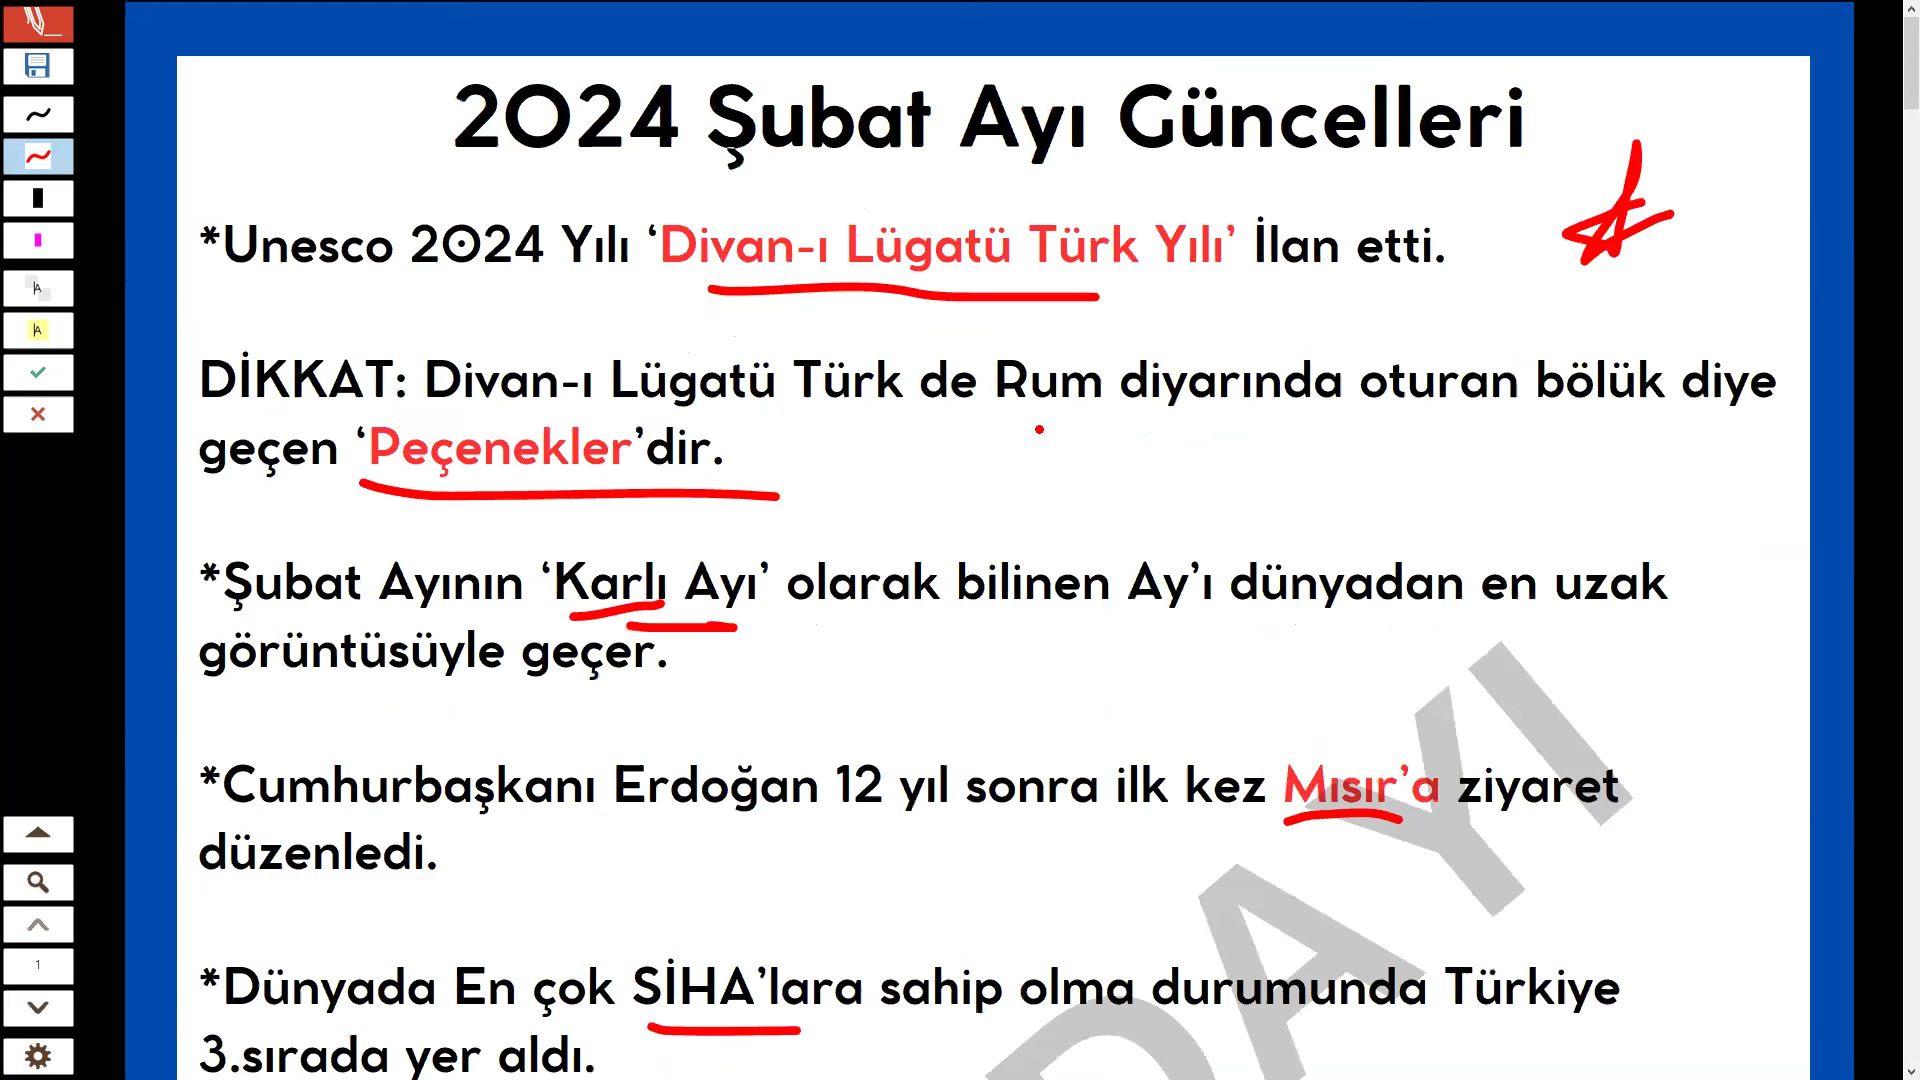 2024 Şubat Ayı Güncelleri
*Unesco 2024 Yılı ‘Divan-ı Lügatü Türk Yılı’ İlan etti.
DİKKAT: Divan-ı Lügatü Türk de Rum diyarında oturan bölük diye
geçen ‘Peçenekler’dir.
*Şubat Ayının ‘Karlı Ayı’ olarak bilinen Ay’ı dünyadan en uzak
görüntüsüyle geçer.
*Cumhurbaşkanı Erdoğan 12 yıl sonra ilk kez Mısır’a ziyaret
düzenledi.
*Dünyada En çok SİHA’lara sahip olma durumunda Türkiye
3.sırada yer aldı.
DAYI
A
A
1